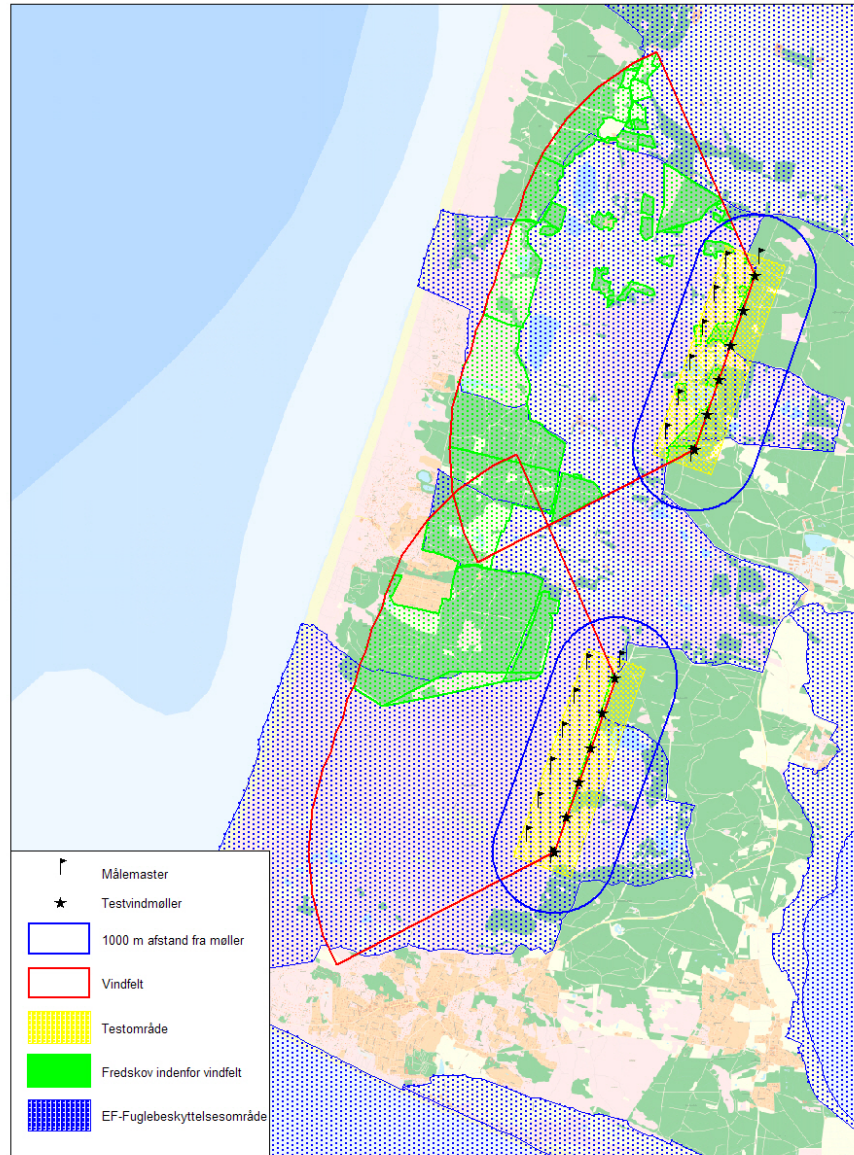 Målemaster
Testvindmøller
1000 m afstand fra møller
Vindfelt
Testområde
Fredskov indenfor vindfelt
EF-Fuglebeskyttelsesområde